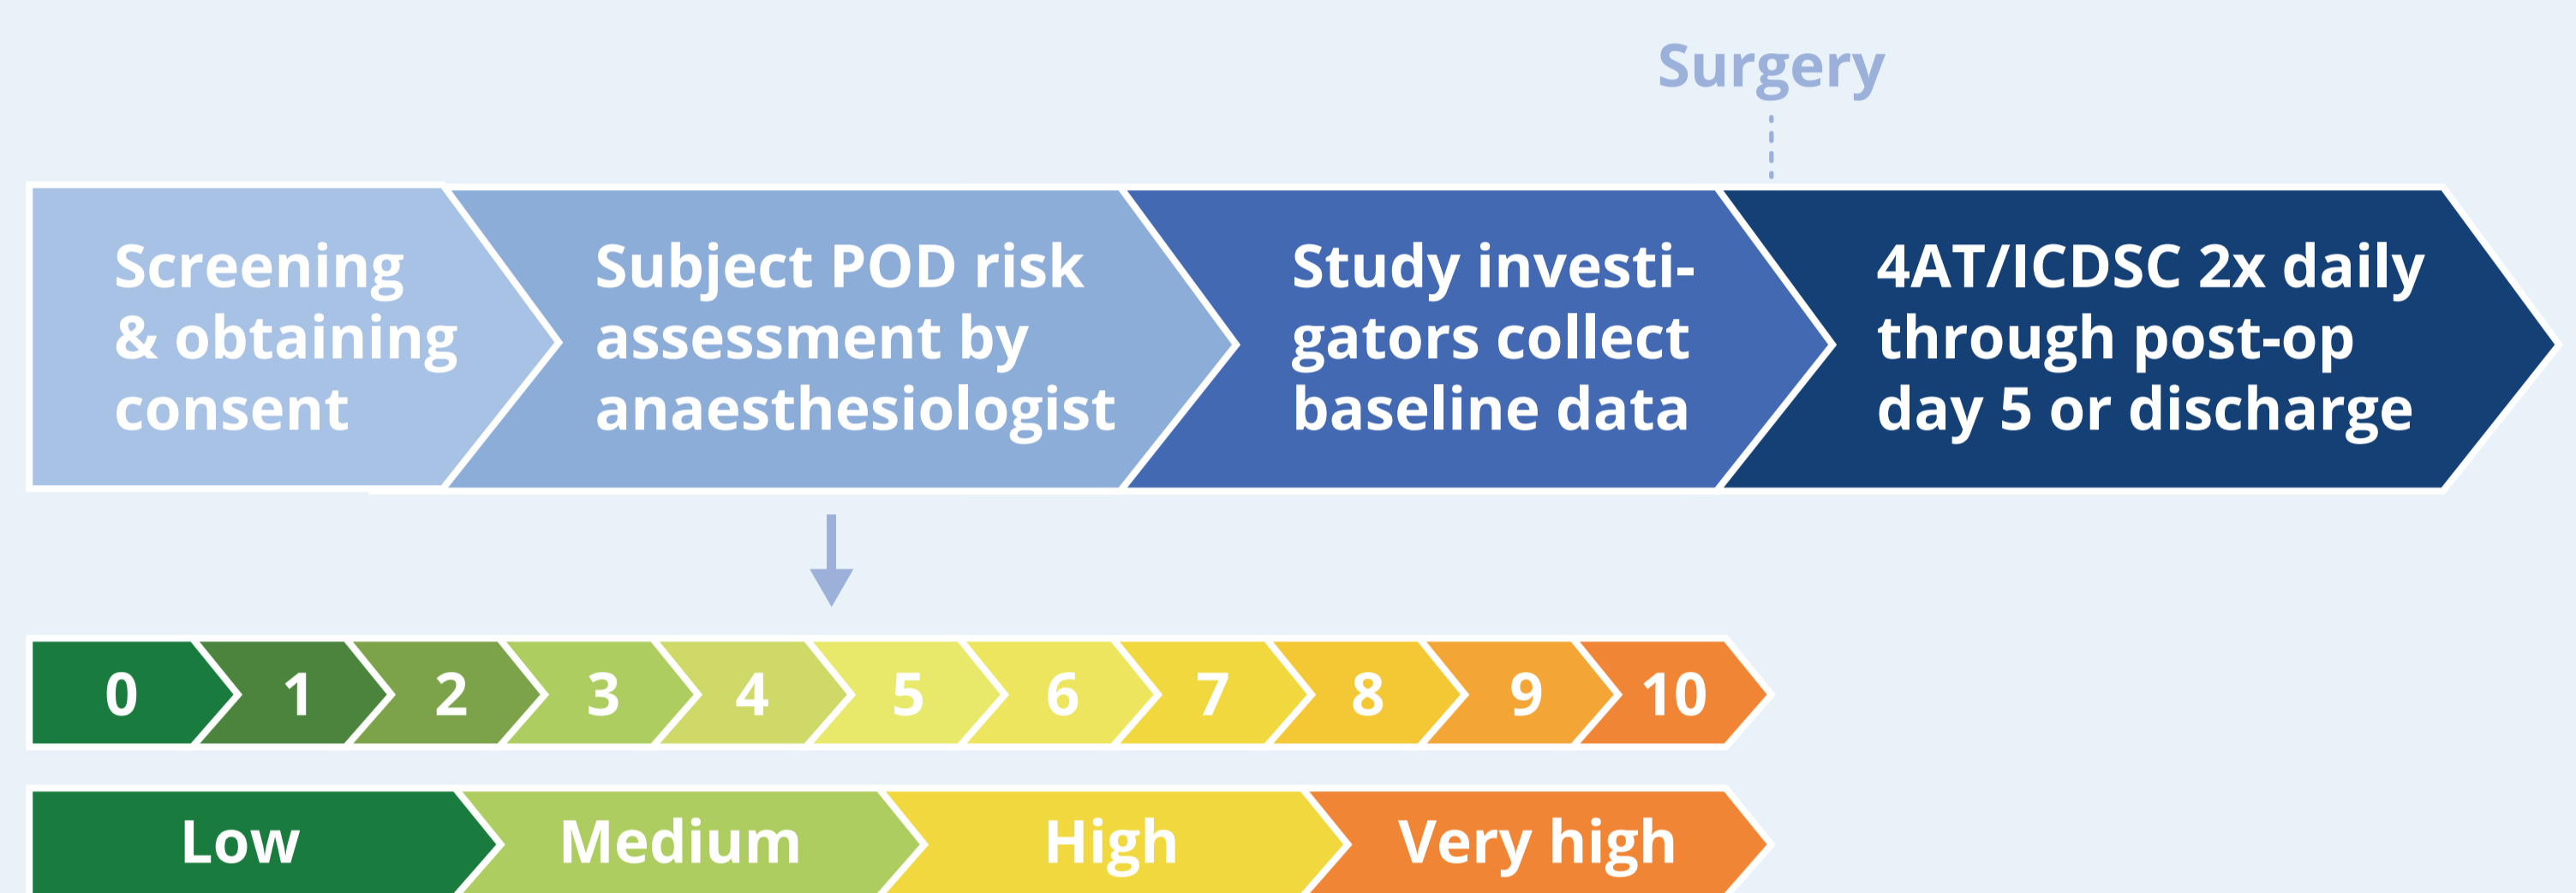 Surgery
Screening
& obtaining
consent
Subject POD risk
assessment by
anaesthesiologist
Study investi-
gators collect
baseline data
4AT/ICDSC 2x daily
through post-op
day 5 or discharge
0 1 2 3 4 5 6 7 8 9 10
Low Medium High Very high